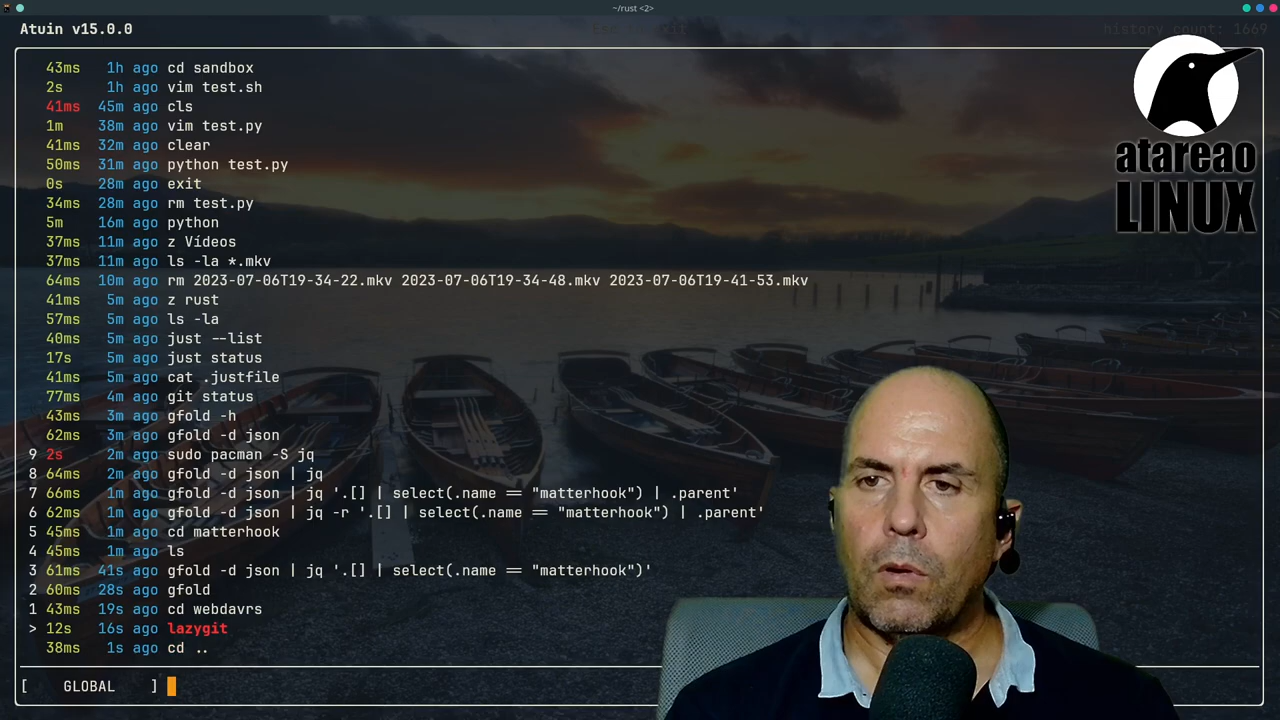 ~/rust <2>
Atuin v15.0.0
Esc to exit
history count: 1669
43ms 1h ago cd sandbox
2s 1h ago vim test.sh
41ms 45m ago cls
1m 38m ago vim test.py
41ms 32m ago clear
50ms 31m ago python test.py
0s 28m ago exit
34ms 28m ago rm test.py
5m 16m ago python
37ms 11m ago z Vídeos
37ms 11m ago ls -la *.mkv
64ms 10m ago rm 2023-07-06T19-34-22.mkv 2023-07-06T19-34-48.mkv 2023-07-06T19-41-53.mkv
41ms 5m ago z rust
57ms 5m ago ls -la
40ms 5m ago just --list
17s 5m ago just status
41ms 5m ago cat .justfile
77ms 4m ago git status
43ms 3m ago gfold -h
62ms 3m ago gfold -d json
9 2s 2m ago sudo pacman -S jq
8 64ms 2m ago gfold -d json | jq
7 66ms 1m ago gfold -d json | jq '.[] | select(.name == "matterhook") | .parent'
6 62ms 1m ago gfold -d json | jq -r '.[] | select(.name == "matterhook") | .parent'
5 45ms 1m ago cd matterhook
4 45ms 1m ago ls
3 61ms 41s ago gfold -d json | jq '.[] | select(.name == "matterhook")'
2 60ms 28s ago gfold
1 43ms 19s ago cd webdavrs
> 12s 16s ago lazygit
38ms 1s ago cd ..
[ GLOBAL ]
atareao
LINUX